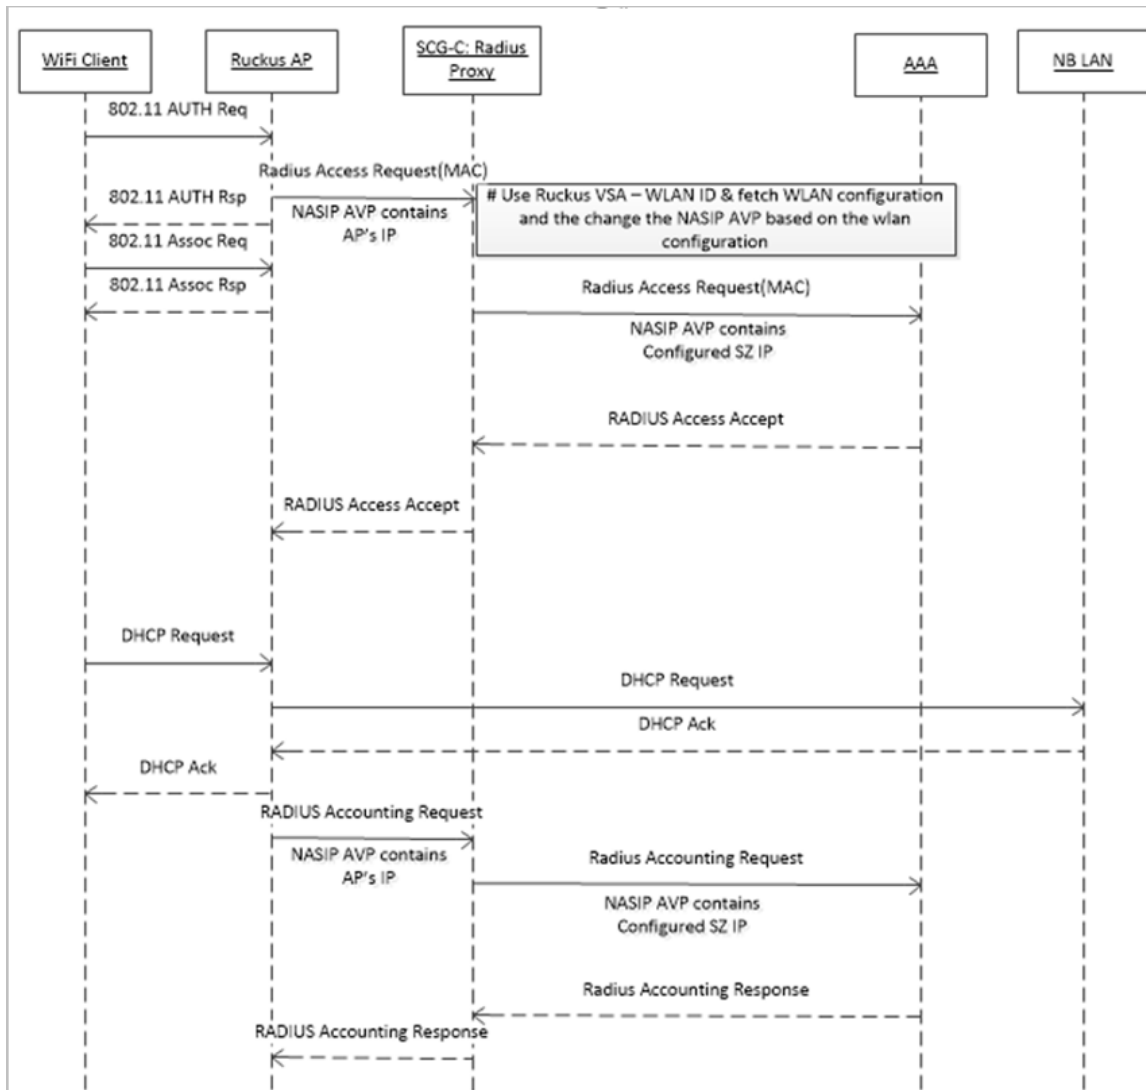 WiFi Client
Ruckus AP
SCG-C: Radius
Proxy
AAA
NB LAN
802.11 AUTH Req
Radius Access Request(MAC)
802.11 AUTH Rsp
NASIP AVP contains
AP's IP
# Use Ruckus VSA – WLAN ID & fetch WLAN configuration
and the change the NASIP AVP based on the wlan
configuration
802.11 Assoc Req
802.11 Assoc Rsp
Radius Access Request(MAC)
NASIP AVP contains
Configured SZ IP
RADIUS Access Accept
RADIUS Access Accept
DHCP Request
DHCP Request
DHCP Ack
DHCP Ack
RADIUS Accounting Request
NASIP AVP contains
AP's IP
Radius Accounting Request
NASIP AVP contains
Configured SZ IP
Radius Accounting Response
RADIUS Accounting Response